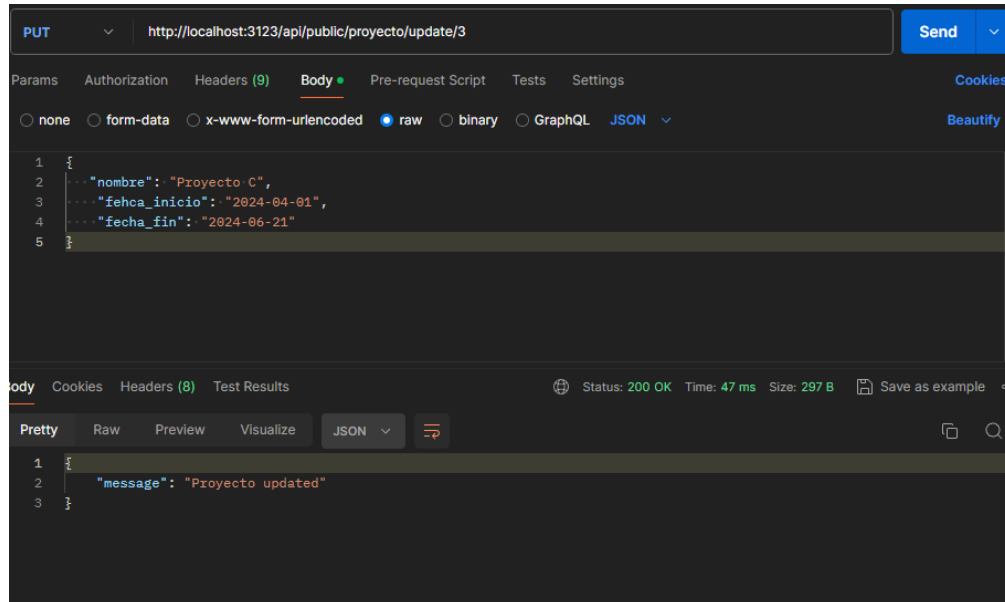 PUT http://localhost:3123/api/public/proyecto/update/3 Send
Params Authorization Headers (9) Body Pre-request Script Tests Settings Cookies
none form-data x-www-form-urlencoded raw binary GraphQL JSON Beautify
1 {
2 "nombre": "Proyecto C",
3 "fehca_inicio": "2024-04-01",
4 "fecha_fin": "2024-06-21"
5 }
Body Cookies Headers (8) Test Results Status: 200 OK Time: 47 ms Size: 297 B Save as example
Pretty Raw Preview Visualize JSON
1 {
2 "message": "Proyecto updated"
3 }